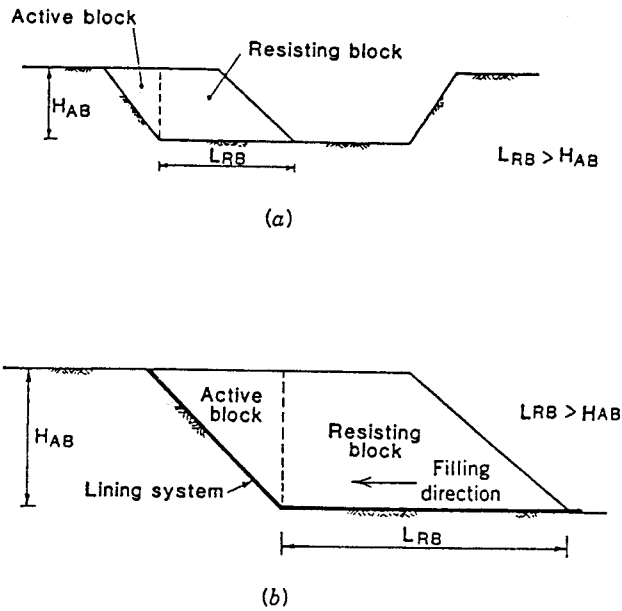 Active block
Resisting block
HAB
LRB
LRB > HAB
(a)
Active
block
HAB
LRB > HAB
Resisting
block
Filling
direction
Lining system
LRB
(b)